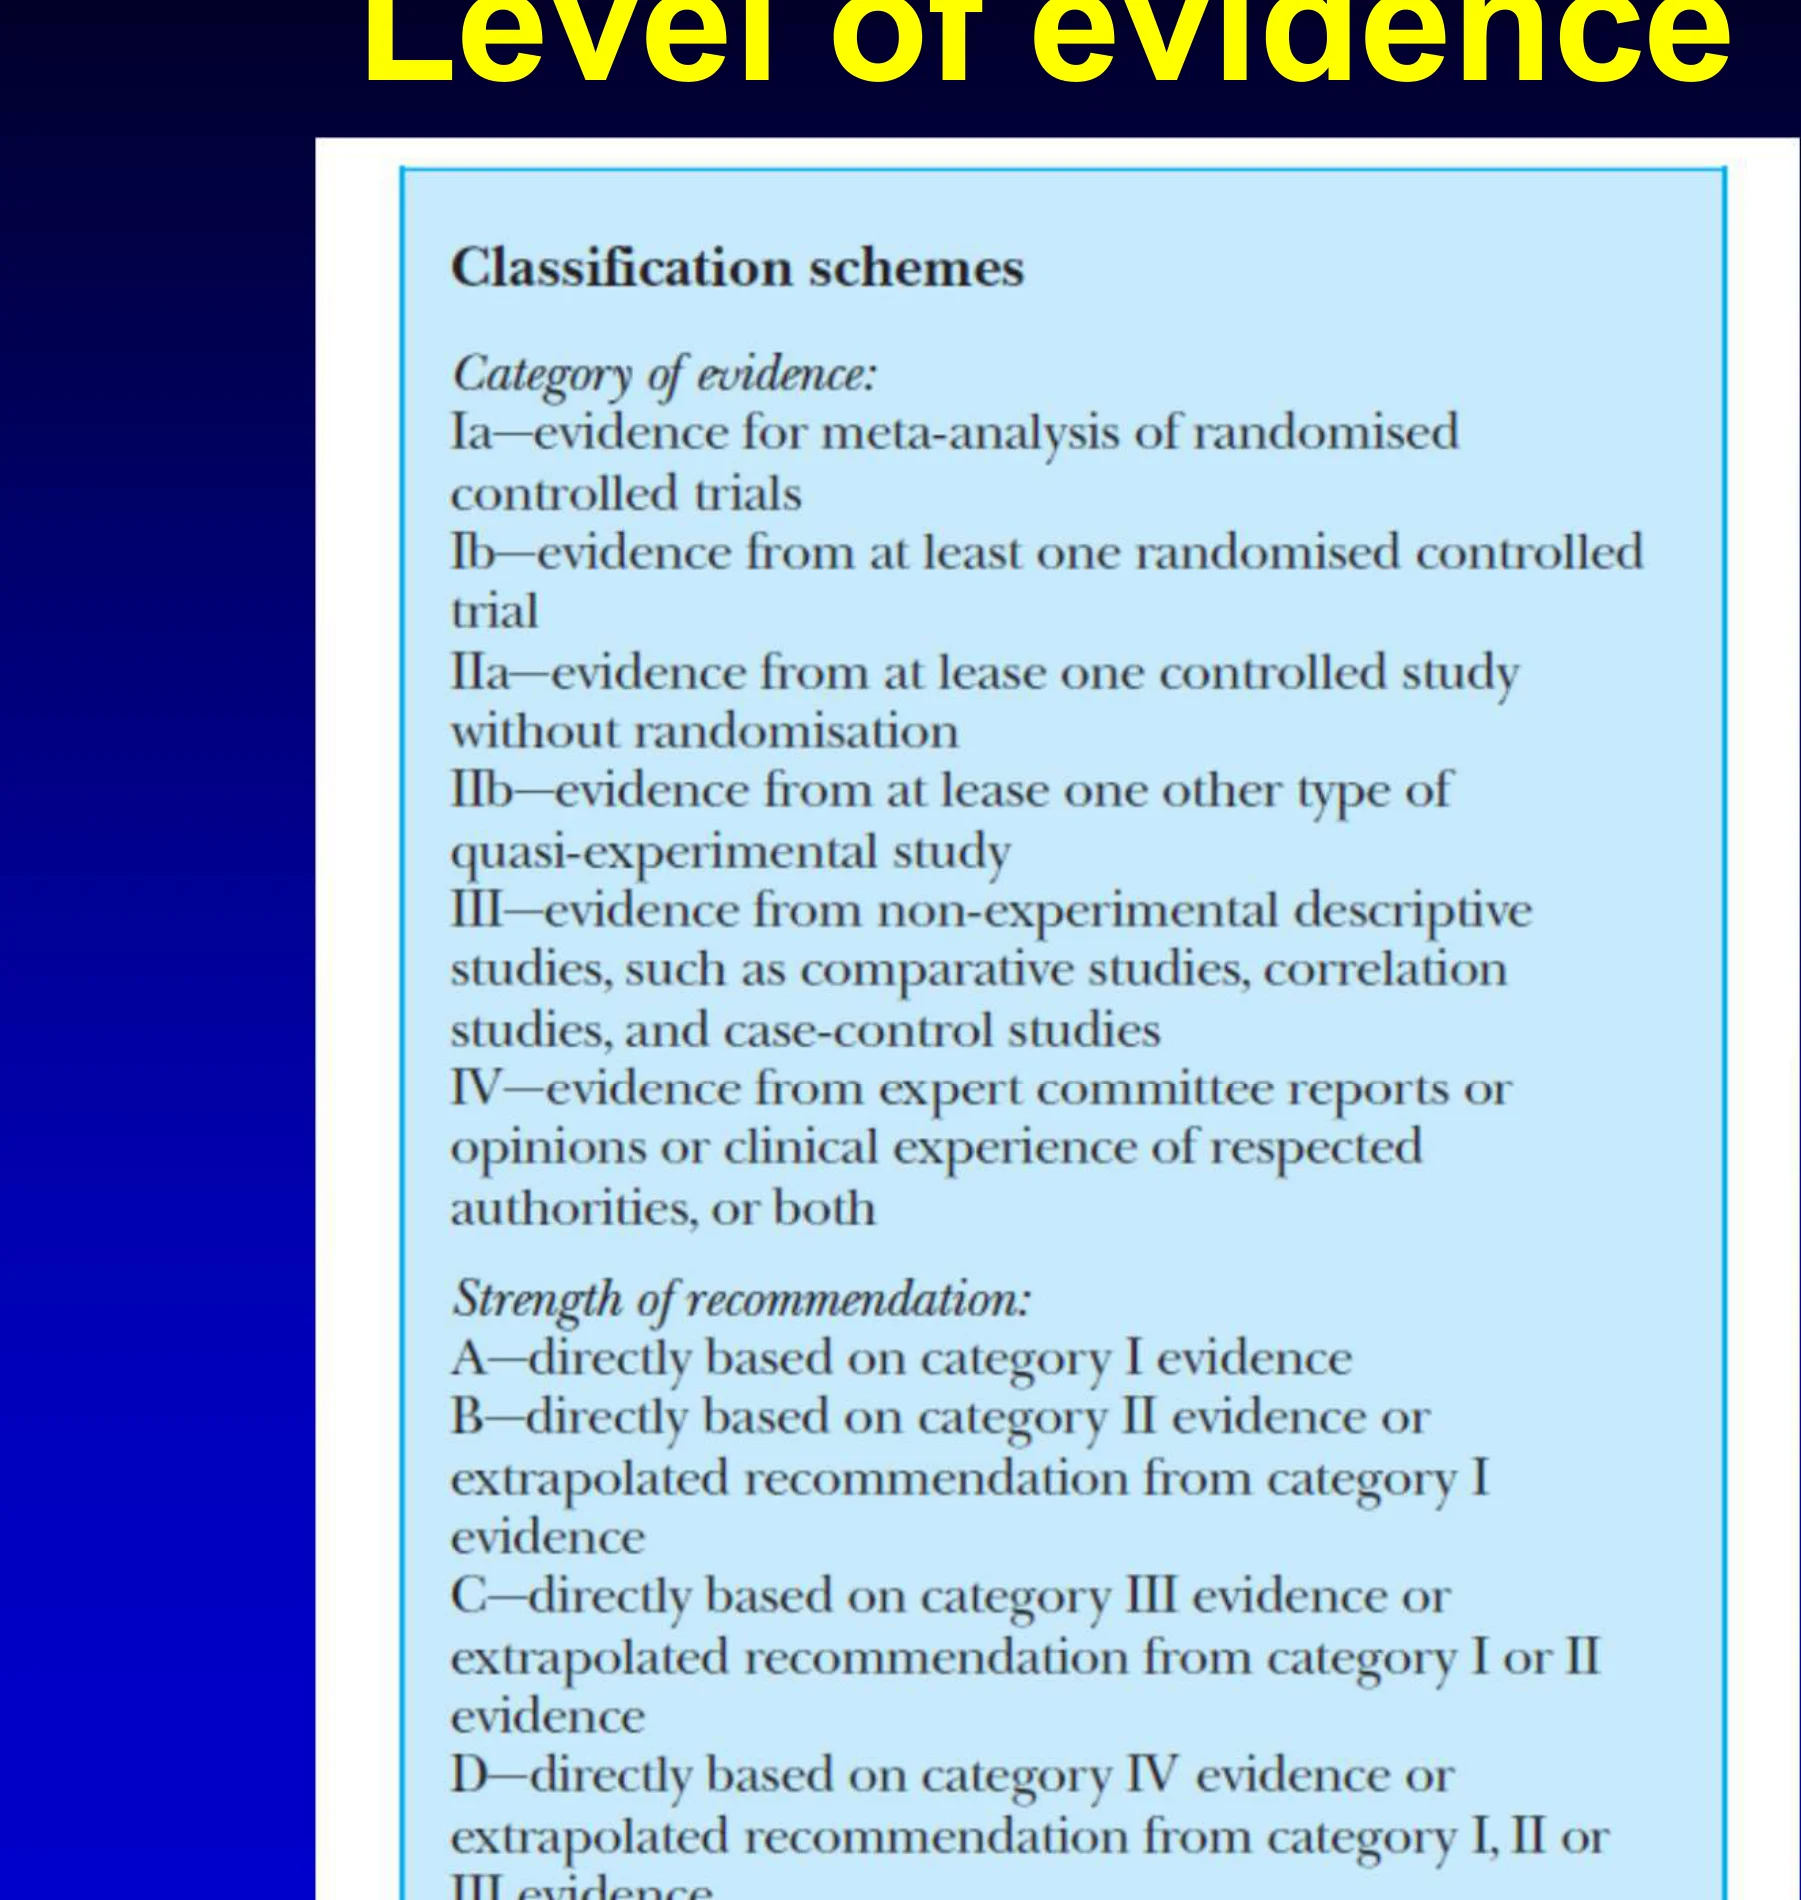 Level of evidence
Classification schemes
Category of evidence:
Ia—evidence for meta-analysis of randomised
controlled trials
Ib—evidence from at least one randomised controlled
trial
IIa—evidence from at lease one controlled study
without randomisation
IIb—evidence from at lease one other type of
quasi-experimental study
III—evidence from non-experimental descriptive
studies, such as comparative studies, correlation
studies, and case-control studies
IV—evidence from expert committee reports or
opinions or clinical experience of respected
authorities, or both
Strength of recommendation:
A—directly based on category I evidence
B—directly based on category II evidence or
extrapolated recommendation from category I
evidence
C—directly based on category III evidence or
extrapolated recommendation from category I or II
evidence
D—directly based on category IV evidence or
extrapolated recommendation from category I, II or
III evidence